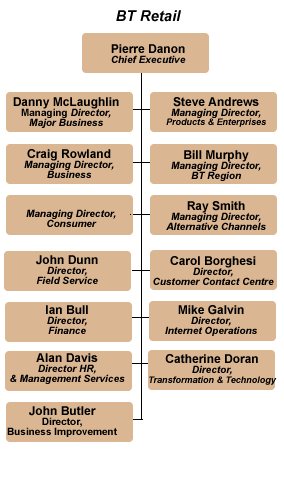 BT Retail
Pierre Danon
Chief Executive
Danny McLaughlin
Managing Director,
Major Business
Steve Andrews
Managing Director,
Products & Enterprises
Craig Rowland
Managing Director,
Business
Bill Murphy
Managing Director,
BT Region
Managing Director,
Consumer
Ray Smith
Managing Director,
Alternative Channels
John Dunn
Director,
Field Service
Carol Borghesi
Director,
Customer Contact Centre
Ian Bull
Director,
Finance
Mike Galvin
Director,
Internet Operations
Alan Davis
Director HR,
& Management Services
Catherine Doran
Director,
Transformation & Technology
John Butler
Director,
Business Improvement